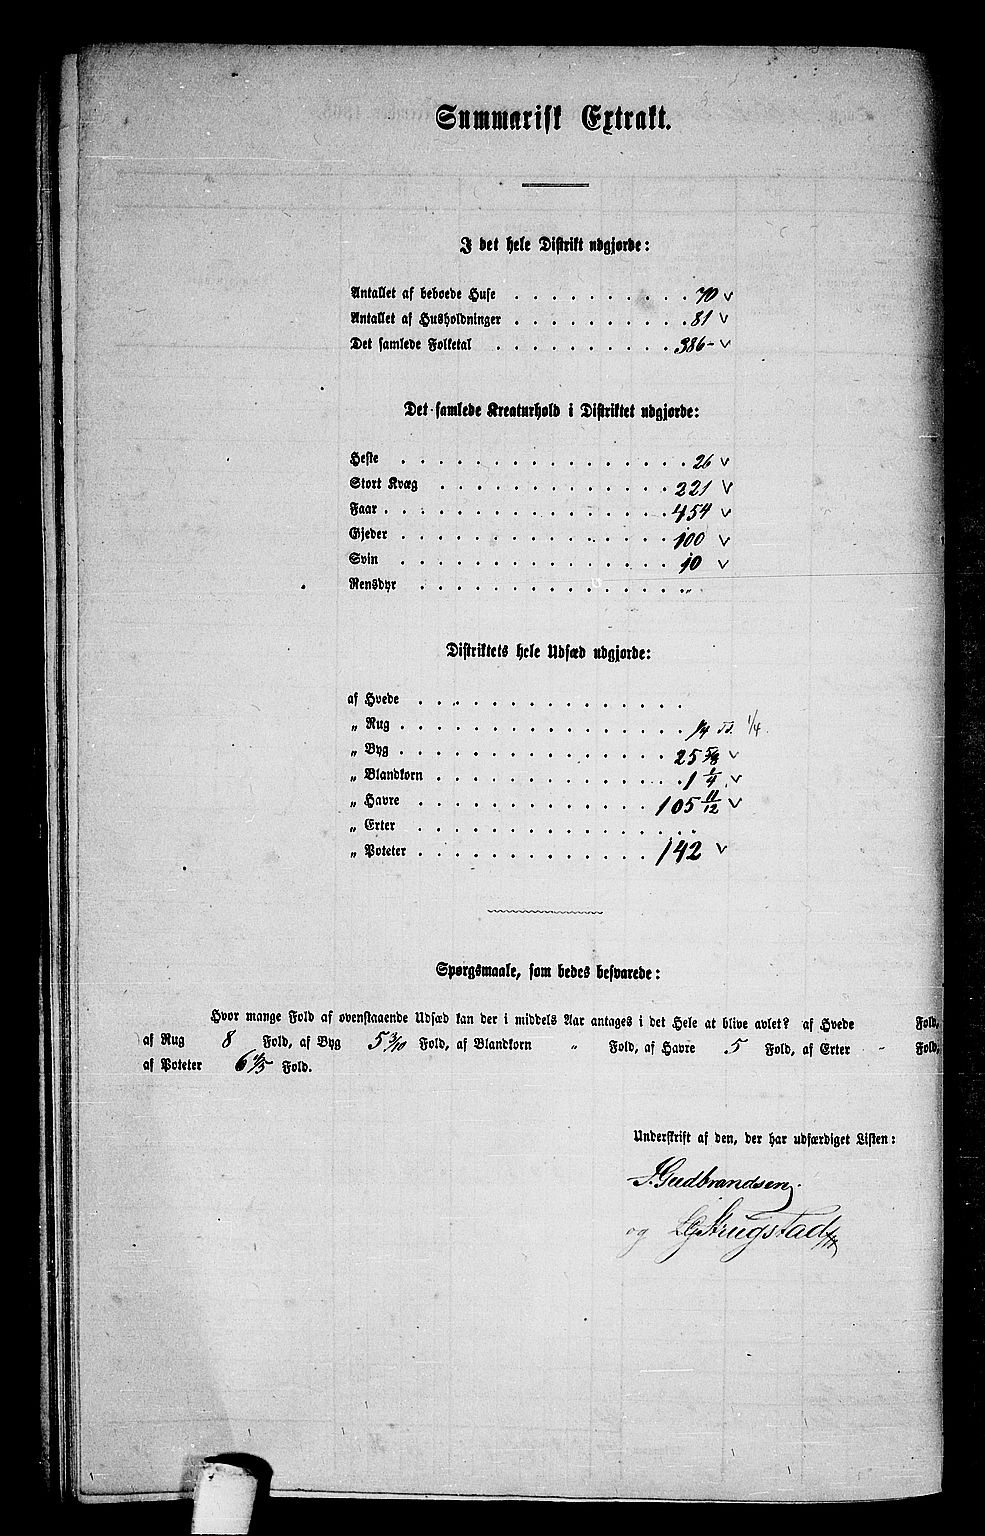 Summarisk Extrakt.
I det hele Distrikt udgjorde:
Antallet af beboede Huse . . . . . . . . . . 70 v
Antallet af Husholdninger . . . . . . . . . . 81 v
Det samlede Folketal . . . . . . . . . . 386- v
Det samlede Kreaturhold i Distriktet udgjorde:
Heste . . . . . . . . . . . . . . . . 26 v
Stort Kvæg . . . . . . . . . . . . . 221 v
Faar . . . . . . . . . . . . . . . . 454 v
Gjeder . . . . . . . . . . . . . . . 100 v
Svin . . . . . . . . . . . . . . . . 10 v
Rensdyr . . . . . . . . . . . . . . . „
Distriktets hele Udsæd udgjorde:
af Hvede . . . . . . . . . . . . . . .
„ Rug . . . . . . . . . . . . . . . . 1/4 1/4
„ Byg . . . . . . . . . . . . . . . . 25 5/8 v
„ Blandkorn . . . . . . . . . . . . . 1 1/4 v
„ Havre . . . . . . . . . . . . . . . 105 11/12 v
„ Erter . . . . . . . . . . . . . . . „
„ Poteter . . . . . . . . . . . . . . 142 v
Spørgsmaale, som bedes besvarede:
Hvor mange Fold af ovenstaaende Udsæd kan der i middels Aar antages i det Hele at blive avlet? af Hvede Fold,
af Rug 8 Fold, af Byg 5 3/10 Fold, af Blandkorn „ Fold, af Havre 5 Fold, af Erter - Fold,
af Poteter 6 4/5 Fold.
Underskrift af den, der har udfærdiget Listen:
J. Gudbrandsen.
og